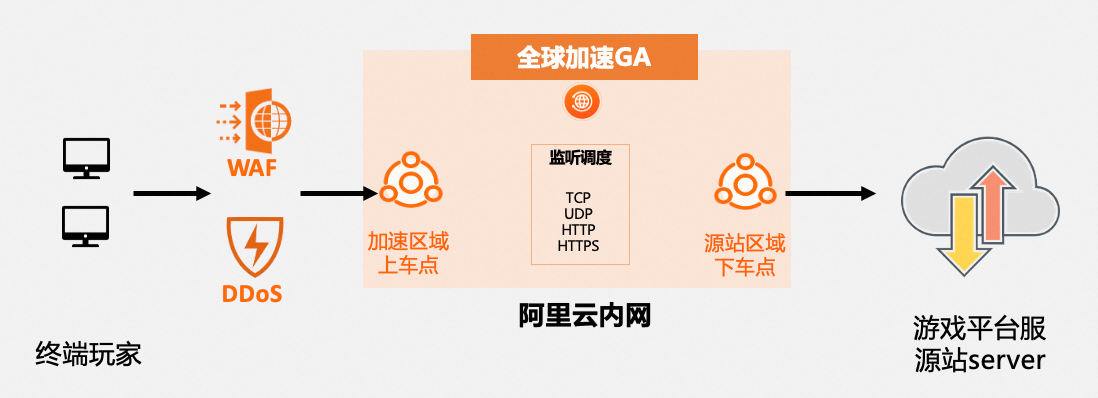 全球加速GA
WAF
监听调度
TCP
UDP
HTTP
HTTPS
加速区域
上车点
源站区域
下车点
DDoS
阿里云内网
终端玩家
游戏平台服
源站server